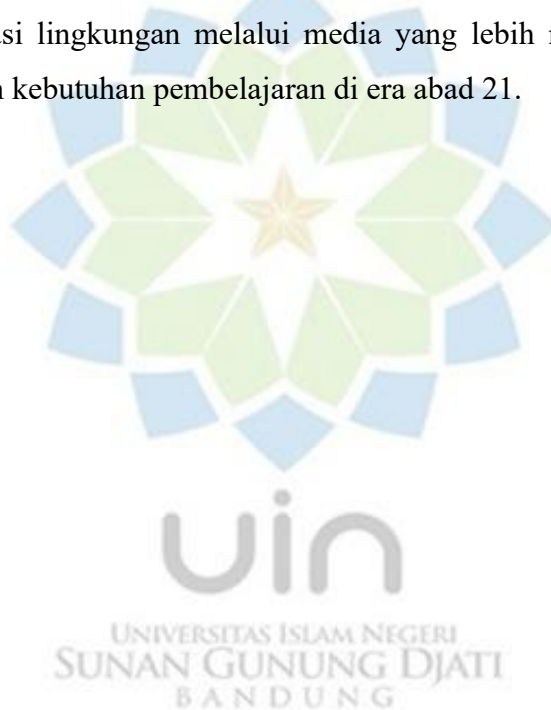 si lingkungan melalui media yang lebih
kebutuhan pembelajaran di era abad 21.
uin
UNIVERSITAS ISLAM NEGERI
SUNAN GUNUNG DJATI
BANDUNG